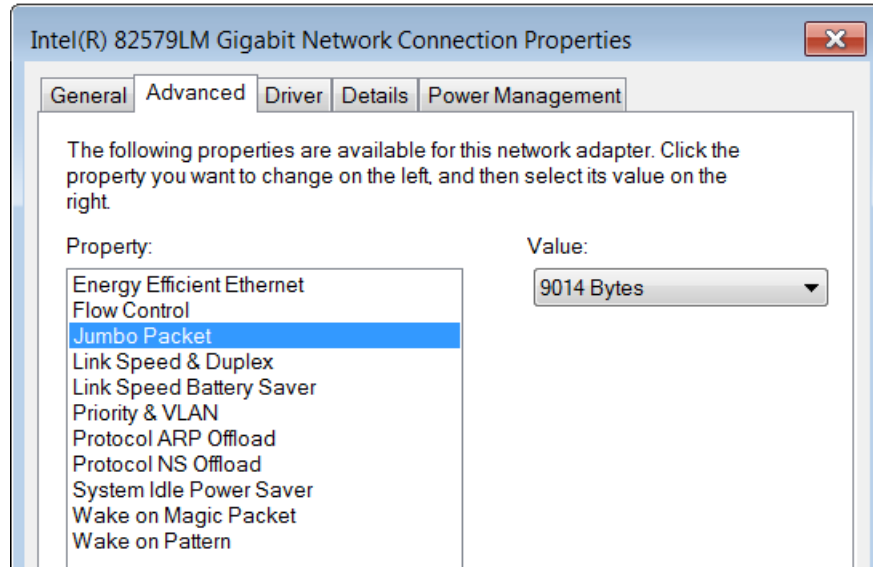 Intel(R) 82579LM Gigabit Network Connection Properties
General Advanced Driver Details Power Management
The following properties are available for this network adapter. Click the
property you want to change on the left, and then select its value on the
right.
Property:
Value:
Energy Efficient Ethernet
9014 Bytes
Flow Control
Jumbo Packet
Link Speed & Duplex
Link Speed Battery Saver
Priority & VLAN
Protocol ARP Offload
Protocol NS Offload
System Idle Power Saver
Wake on Magic Packet
Wake on Pattern